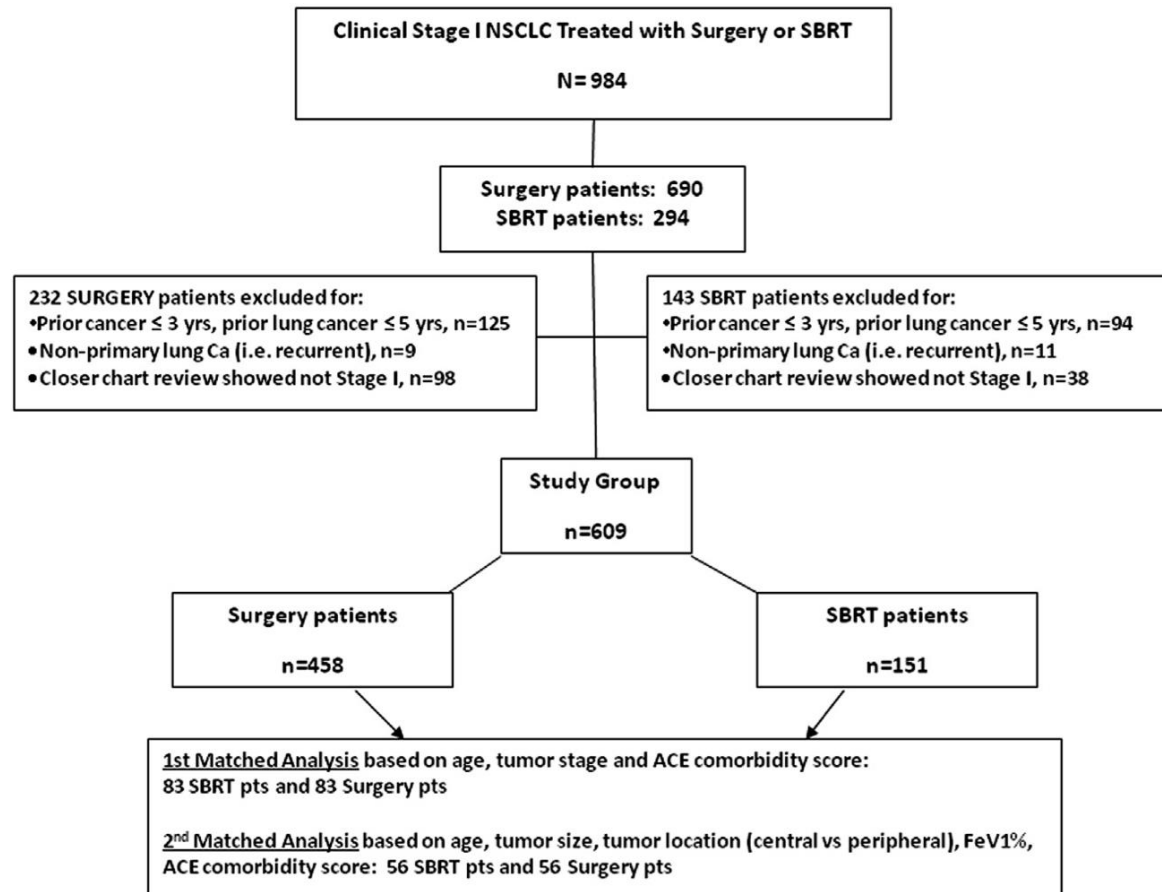 Clinical Stage I NSCLC Treated with Surgery or SBRT
N= 984
Surgery patients: 690
SBRT patients: 294
232 SURGERY patients excluded for:
•Prior cancer ≤ 3 yrs, prior lung cancer ≤ 5 yrs, n=125
•Non-primary lung Ca (i.e. recurrent), n=9
•Closer chart review showed not Stage I, n=98
143 SBRT patients excluded for:
•Prior cancer ≤ 3 yrs, prior lung cancer ≤ 5 yrs, n=94
•Non-primary lung Ca (i.e. recurrent), n=11
•Closer chart review showed not Stage I, n=38
Study Group
n=609
Surgery patients
n=458
SBRT patients
n=151
1st Matched Analysis based on age, tumor stage and ACE comorbidity score:
83 SBRT pts and 83 Surgery pts
2nd Matched Analysis based on age, tumor size, tumor location (central vs peripheral), FeV1%,
ACE comorbidity score: 56 SBRT pts and 56 Surgery pts